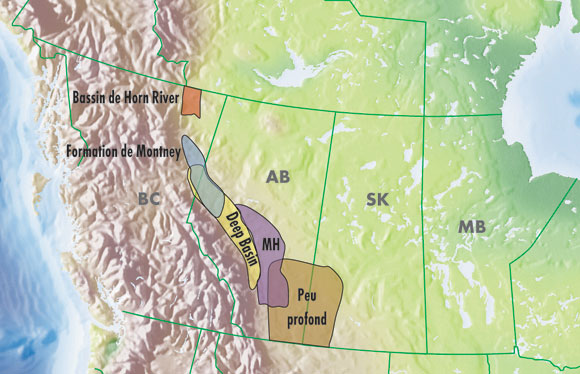 Bassin de Horn River
Formation de Montney
BC
AB
SK
MB
Deep Basin
MH
Peu
profond